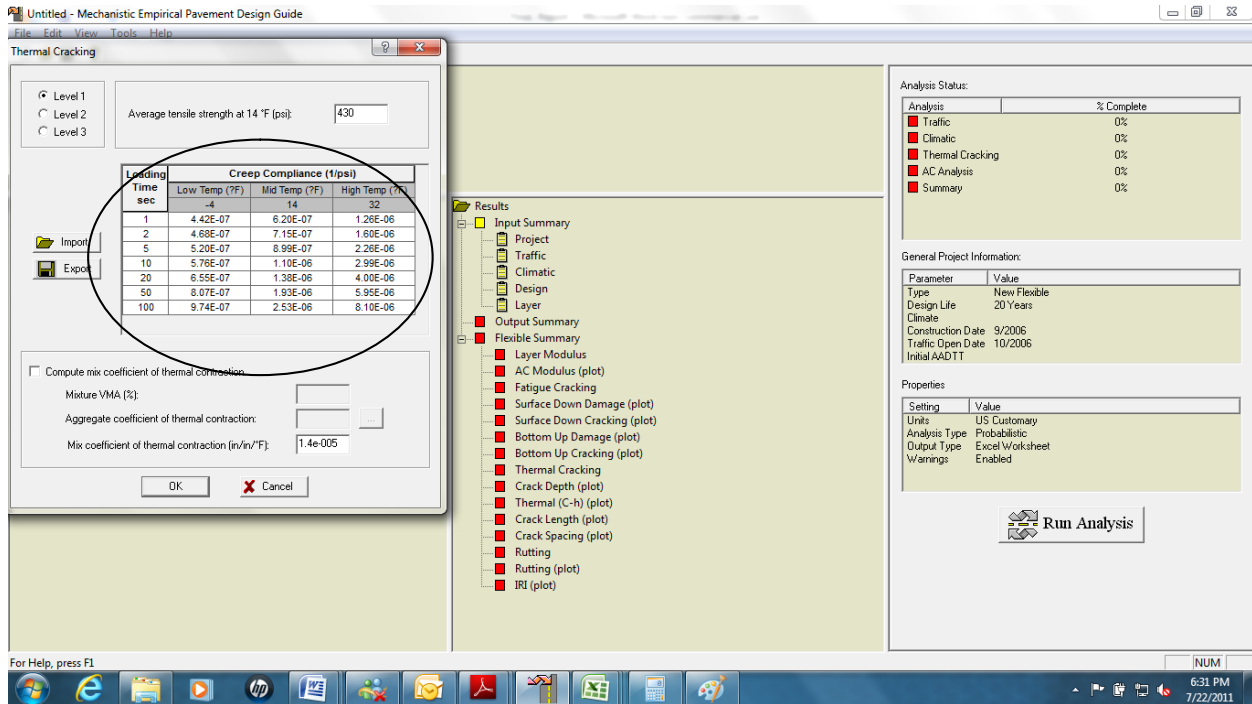 Untitled - Mechanistic Empirical Pavement Design Guide
File Edit View Tools Help
Thermal Cracking
Level 1
Level 2
Level 3
Average tensile strength at 14 °F (psi): 430
Loading Time sec Creep Compliance (1/psi)
Low Temp (?F) Mid Temp (?F) High Temp (?F)
-4 14 32
1 4.42E-07 6.20E-07 1.26E-06
2 4.68E-07 7.15E-07 1.60E-06
5 5.20E-07 8.99E-07 2.26E-06
10 5.76E-07 1.10E-06 2.99E-06
20 6.55E-07 1.38E-06 4.00E-06
50 8.07E-07 1.93E-06 5.95E-06
100 9.74E-07 2.53E-06 8.10E-06
Import
Export
Compute mix coefficient of thermal contraction.
Mixture VMA (%):
Aggregate coefficient of thermal contraction: ...
Mix coefficient of thermal contraction (in/in/°F): 1.4e-005
OK Cancel
Results
Input Summary
Project
Traffic
Climatic
Design
Layer
Output Summary
Flexible Summary
Layer Modulus
AC Modulus (plot)
Fatigue Cracking
Surface Down Damage (plot)
Surface Down Cracking (plot)
Bottom Up Damage (plot)
Bottom Up Cracking (plot)
Thermal Cracking
Crack Depth (plot)
Thermal (C-h) (plot)
Crack Length (plot)
Crack Spacing (plot)
Rutting
Rutting (plot)
IRI (plot)
Analysis Status:
Analysis % Complete
Traffic 0%
Climatic 0%
Thermal Cracking 0%
AC Analysis 0%
Summary 0%
General Project Information:
Parameter Value
Type New Flexible
Design Life 20 Years
Climate
Construction Date 9/2006
Traffic Open Date 10/2006
Initial AADTT
Properties
Setting Value
Units US Customary
Analysis Type Probabilistic
Output Type Excel Worksheet
Warnings Enabled
Run Analysis
For Help, press F1
NUM
hp
6:31 PM
7/22/2011